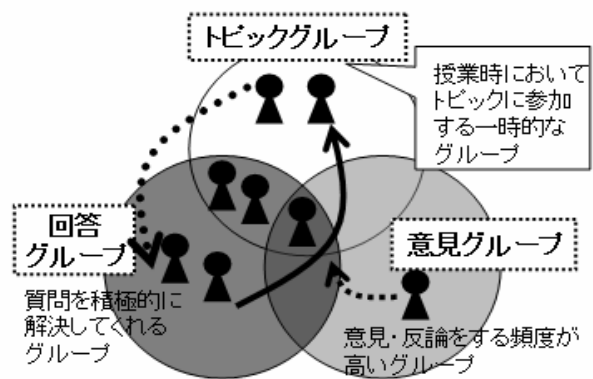 トピックグループ
授業時において
トピックに参加
する一時的な
グループ
回答
グループ
質問を積極的に
解決してくれる
グループ
意見グループ
意見・反論をする頻度が
高いグループ